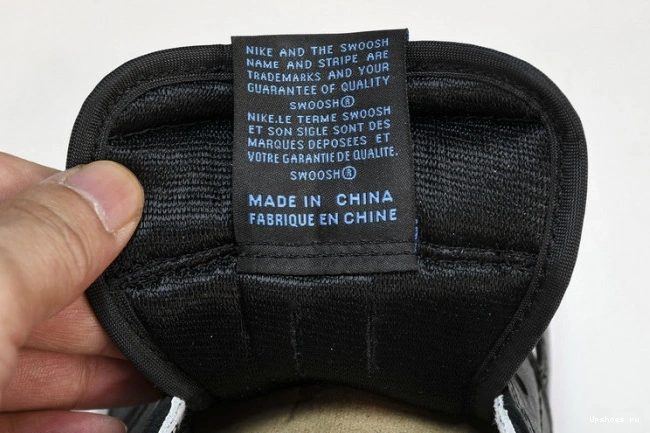 NIKE AND THE SWOOSH
NAME AND STRIPE ARE
TRADEMARKS AND YOUR
GUARANTEE OF QUALITY
SWOOSH®
NIKE.LE TERME SWOOSH
ET SON SIGLE SONT DES
MARQUES DEPOSEES ET
VOTRE GARANTIE DE QUALITE.
SWOOSH®
MADE IN CHINA
FABRIQUE EN CHINE